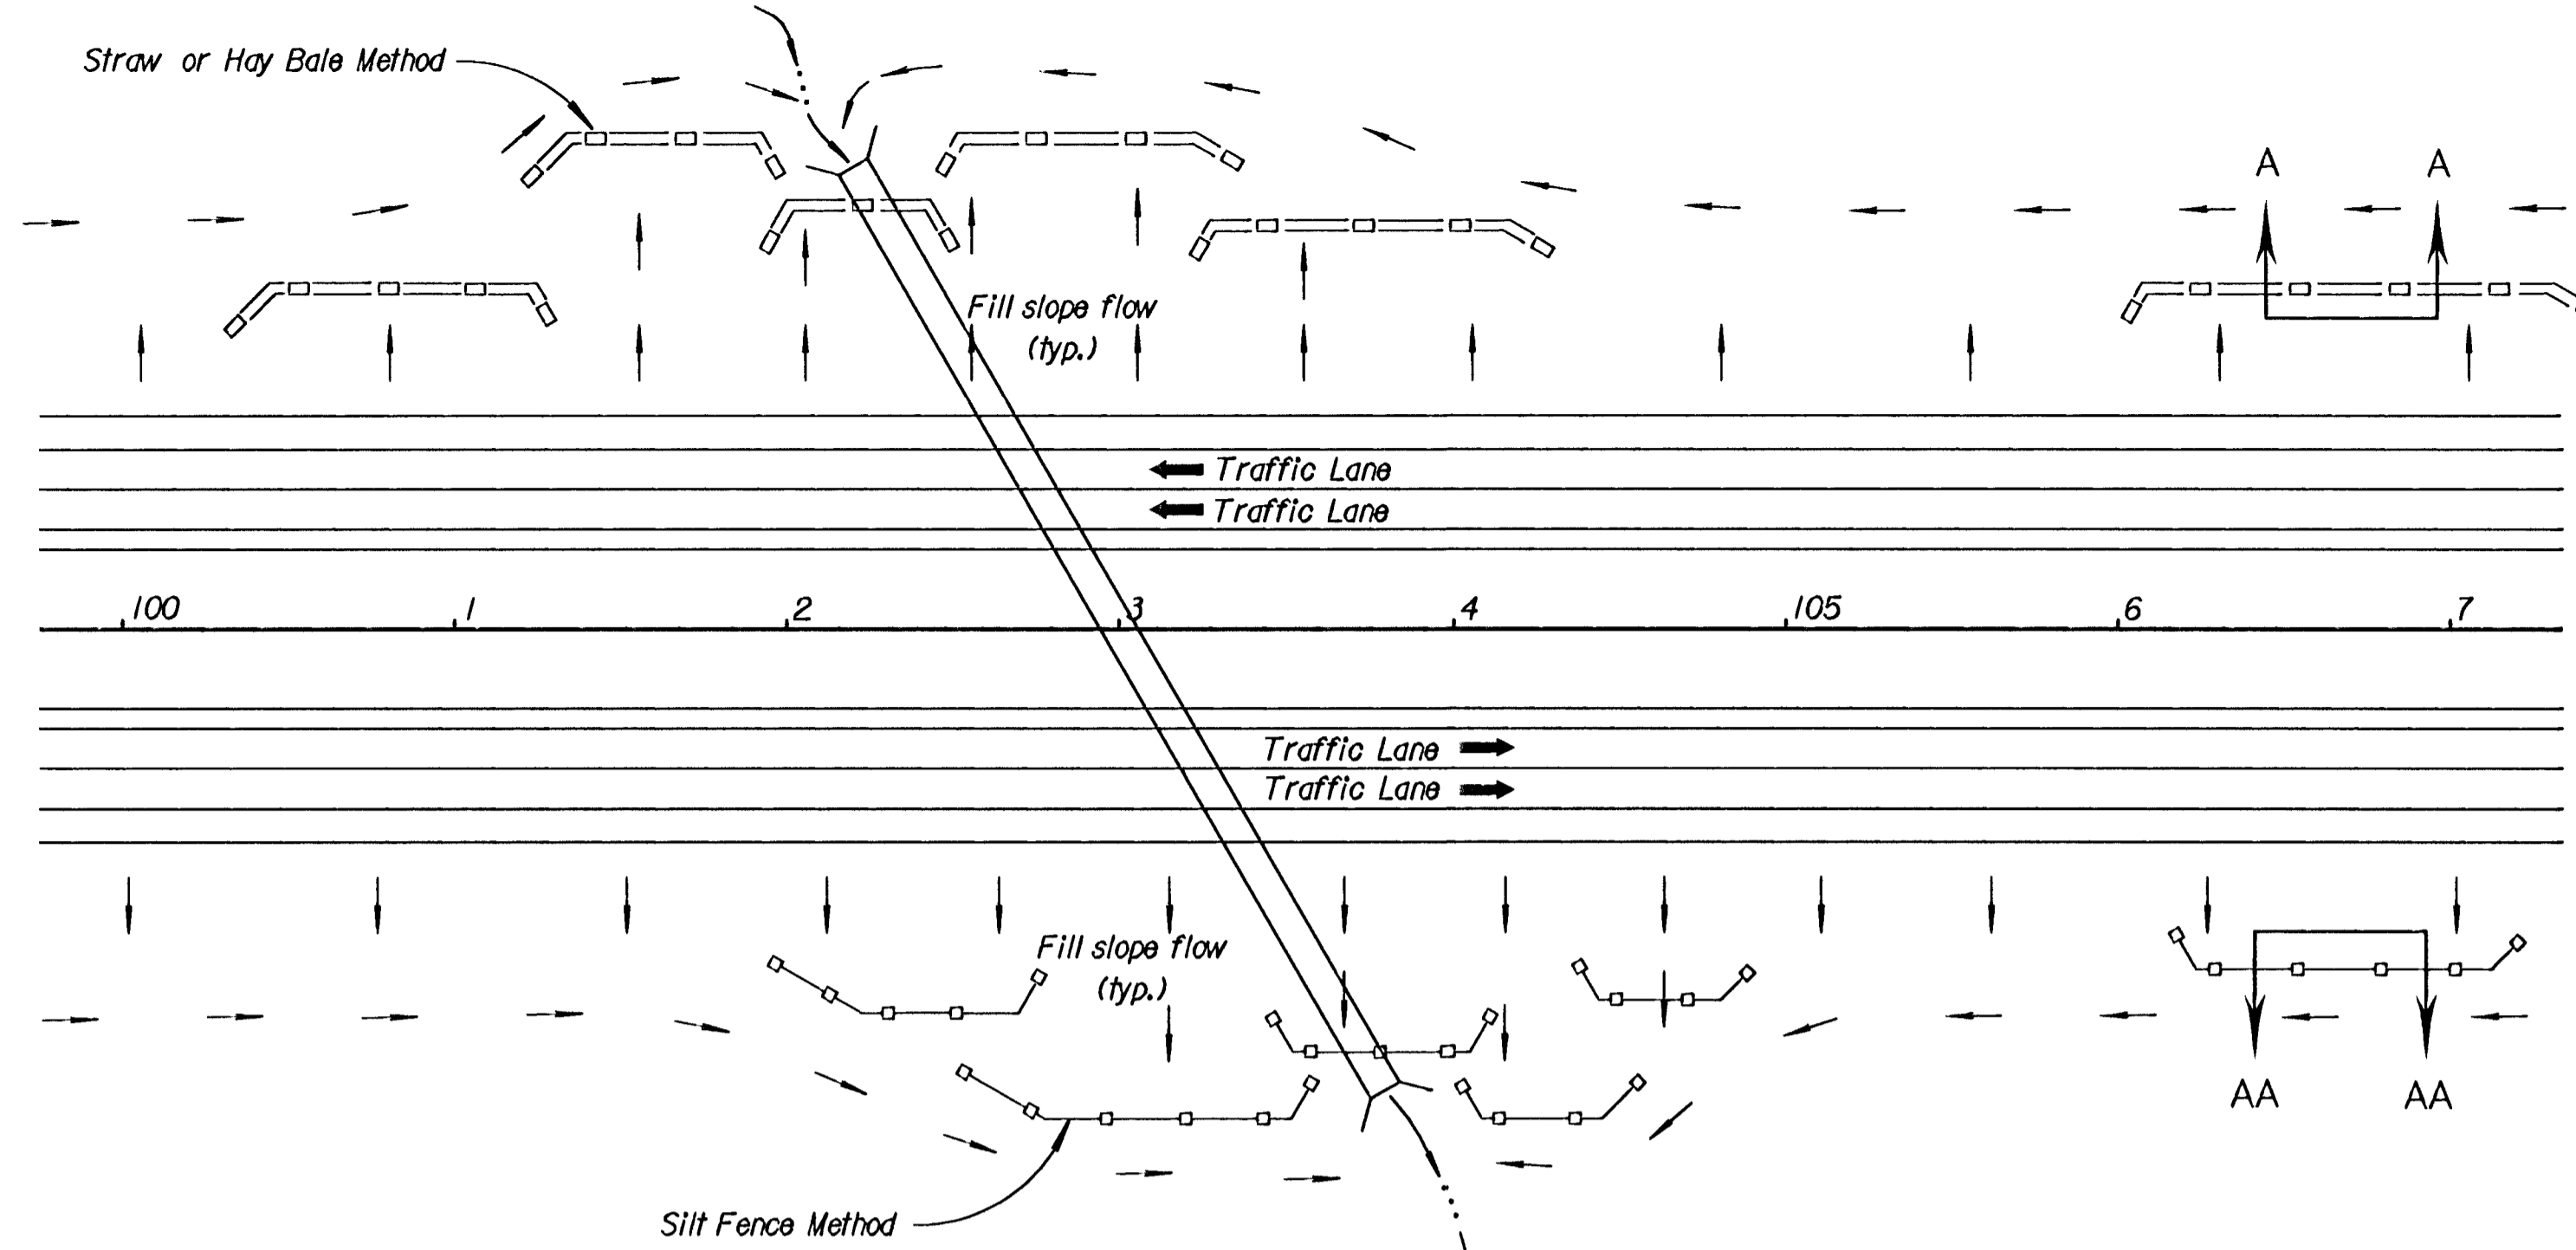 Straw or Hay Bale Method
A A
Fill slope flow
(typ.)
Traffic Lane
Traffic Lane
100 1 2 3 4 105 6 7
Traffic Lane
Traffic Lane
Fill slope flow
(typ.)
AA AA
Silt Fence Method